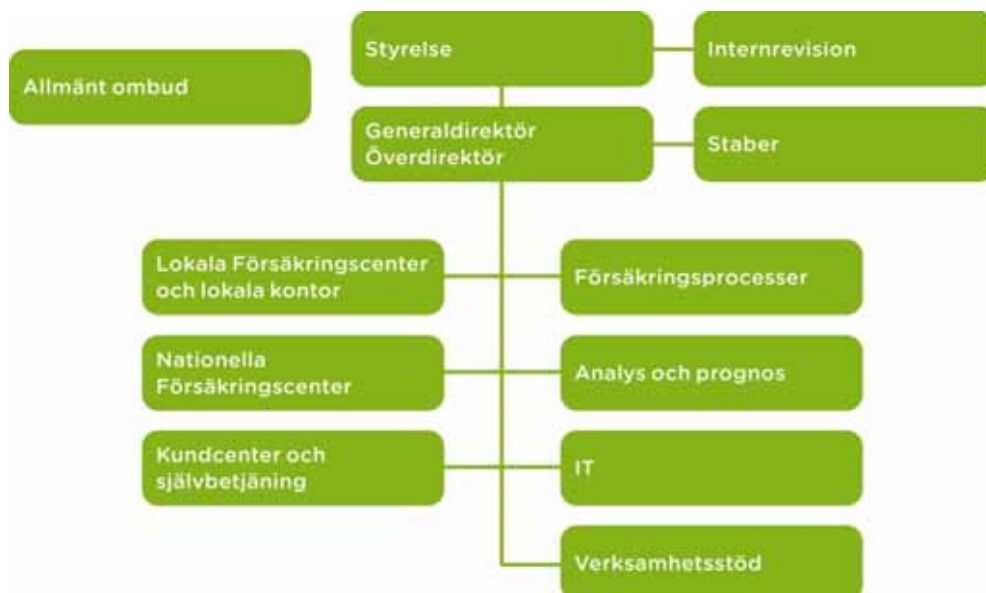 Styrelse
Internrevision
Allmänt ombud
Generaldirektör
Överdirektör
Staber
Lokala Försäkringscenter
och lokala kontor
Försäkringsprocesser
Nationella
Försäkringscenter
Analys och prognos
Kundcenter och
självbetjäning
IT
Verksamhetsstöd